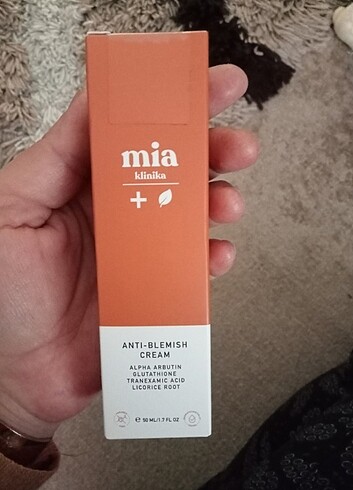 mia
klinika
ANTI-BLEMISH
CREAM
ALPHA ARBUTIN
GLUTATHIONE
TRANEXAMIC ACID
LICORICE ROOT
e 50 ML/1.7 FL OZ